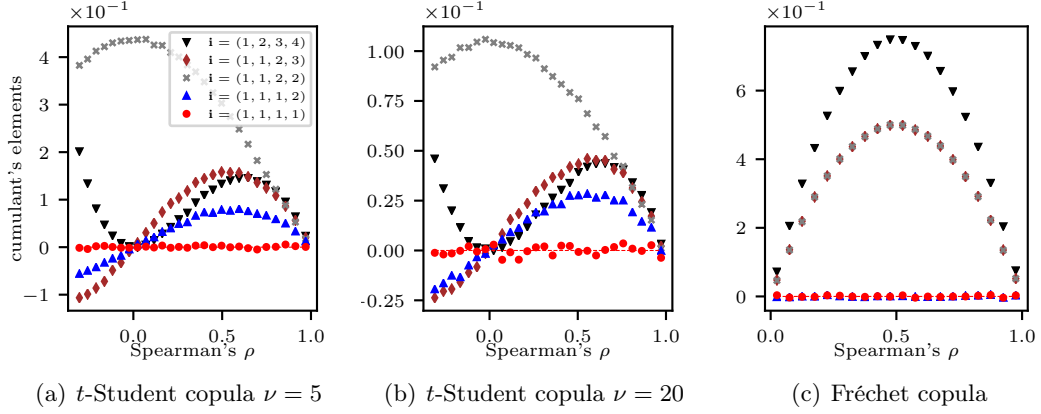 ×10⁻¹
×10⁻¹
×10⁻¹
cumulant's elements
4
3
2
1
0
−1
i = (1, 2, 3, 4)
i = (1, 1, 2, 3)
i = (1, 1, 2, 2)
i = (1, 1, 1, 2)
i = (1, 1, 1, 1)
0.0 0.5 1.0
Spearman's ρ
1.00
0.75
0.50
0.25
0.00
-0.25
0.0 0.5 1.0
Spearman's ρ
6
4
2
0
0.0 0.5 1.0
Spearman's ρ
(a) t-Student copula ν = 5
(b) t-Student copula ν = 20
(c) Fréchet copula